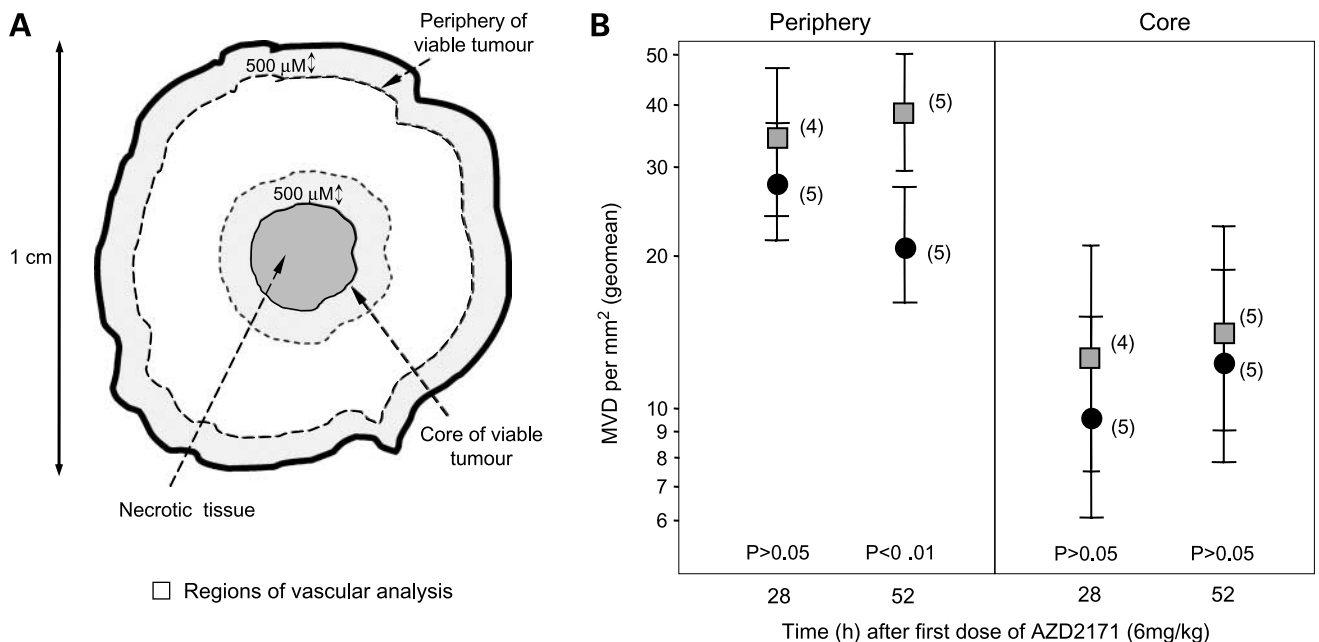 A
Periphery of
viable tumour
500 μM
500 μM
1 cm
Core of viable
tumour
Necrotic tissue
Regions of vascular analysis
B
Periphery
Core
MVD per mm² (geomean)
50
40
30
20
10
9
8
7
6
(4)
(5)
(5)
(5)
(4)
(5)
(5)
(5)
P>0.05
P<0 .01
P>0.05
P>0.05
28
52
28
52
Time (h) after first dose of AZD2171 (6mg/kg)